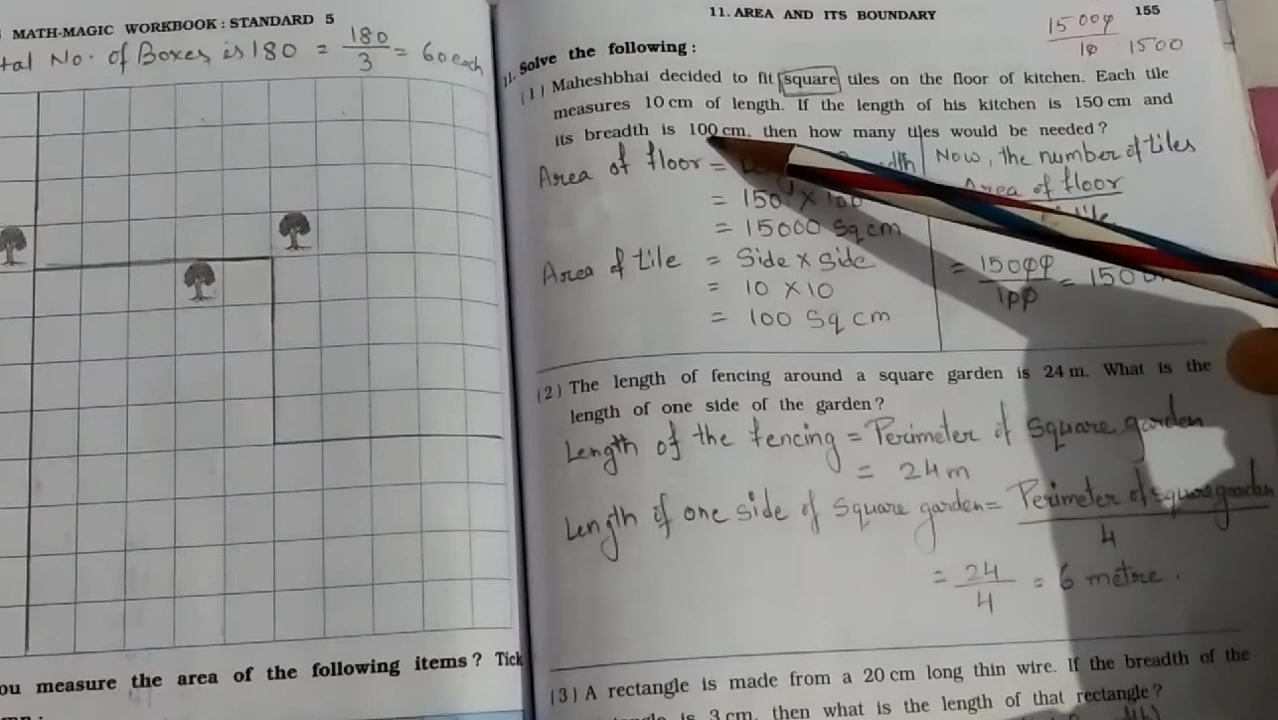 MATH-MAGIC WORKBOOK : STANDARD 5
tal No. of Boxes is 180 = 180/3 = 60 each
ou measure the area of the following items ? Tick
11. AREA AND ITS BOUNDARY
155
15000
10
1500
11. Solve the following :
(1) Maheshbhai decided to fit square tiles on the floor of kitchen. Each tile
measures 10 cm of length. If the length of his kitchen is 150 cm and
its breadth is 100 cm, then how many tiles would be needed ?
Area of floor =
= 150 × 100
= 15000 Sq cm
Area of tile = Side × side
= 10 × 10
= 100 Sq cm
Now, the number of tiles
Area of floor
= 15000/100 = 150
(2) The length of fencing around a square garden is 24 m. What is the
length of one side of the garden ?
Length of the fencing = Perimeter of square garden
= 24 m
Length of one side of square garden = Perimeter of square garden
4
= 24/4 = 6 metre.
(3) A rectangle is made from a 20 cm long thin wire. If the breadth of the
is 3 cm, then what is the length of that rectangle ?